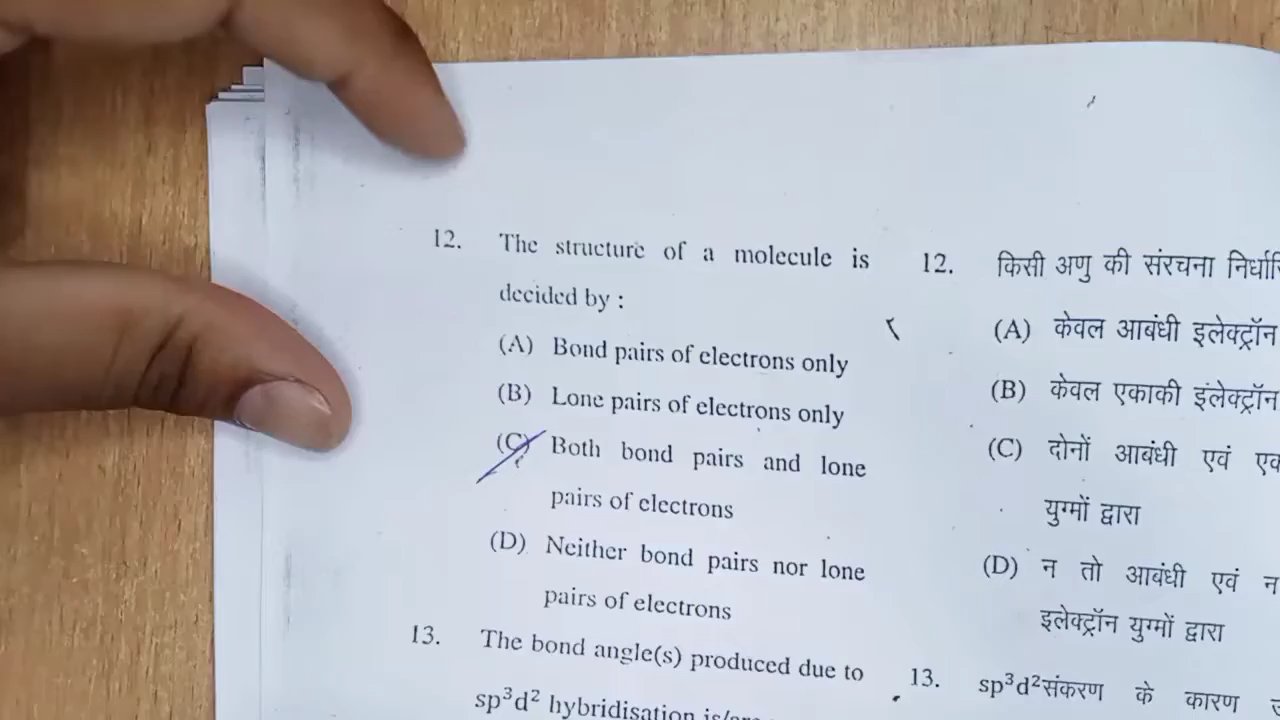 12. The structure of a molecule is
decided by :
(A) Bond pairs of electrons only
(B) Lone pairs of electrons only
(C) Both bond pairs and lone
pairs of electrons
(D) Neither bond pairs nor lone
pairs of electrons
13. The bond angle(s) produced due to
sp³d² hybridisation
12. किसी अणु की संरचना
(A) केवल आबंधी इलेक्ट्रॉन
(B) केवल एकाकी इंलेक्ट्रॉन
(C) दोनों आबंधी एवं
युग्मों द्वारा
(D) न तो आबंधी एवं न
इलेक्ट्रॉन युग्मों द्वारा
13. sp³d²संकरण के कारण